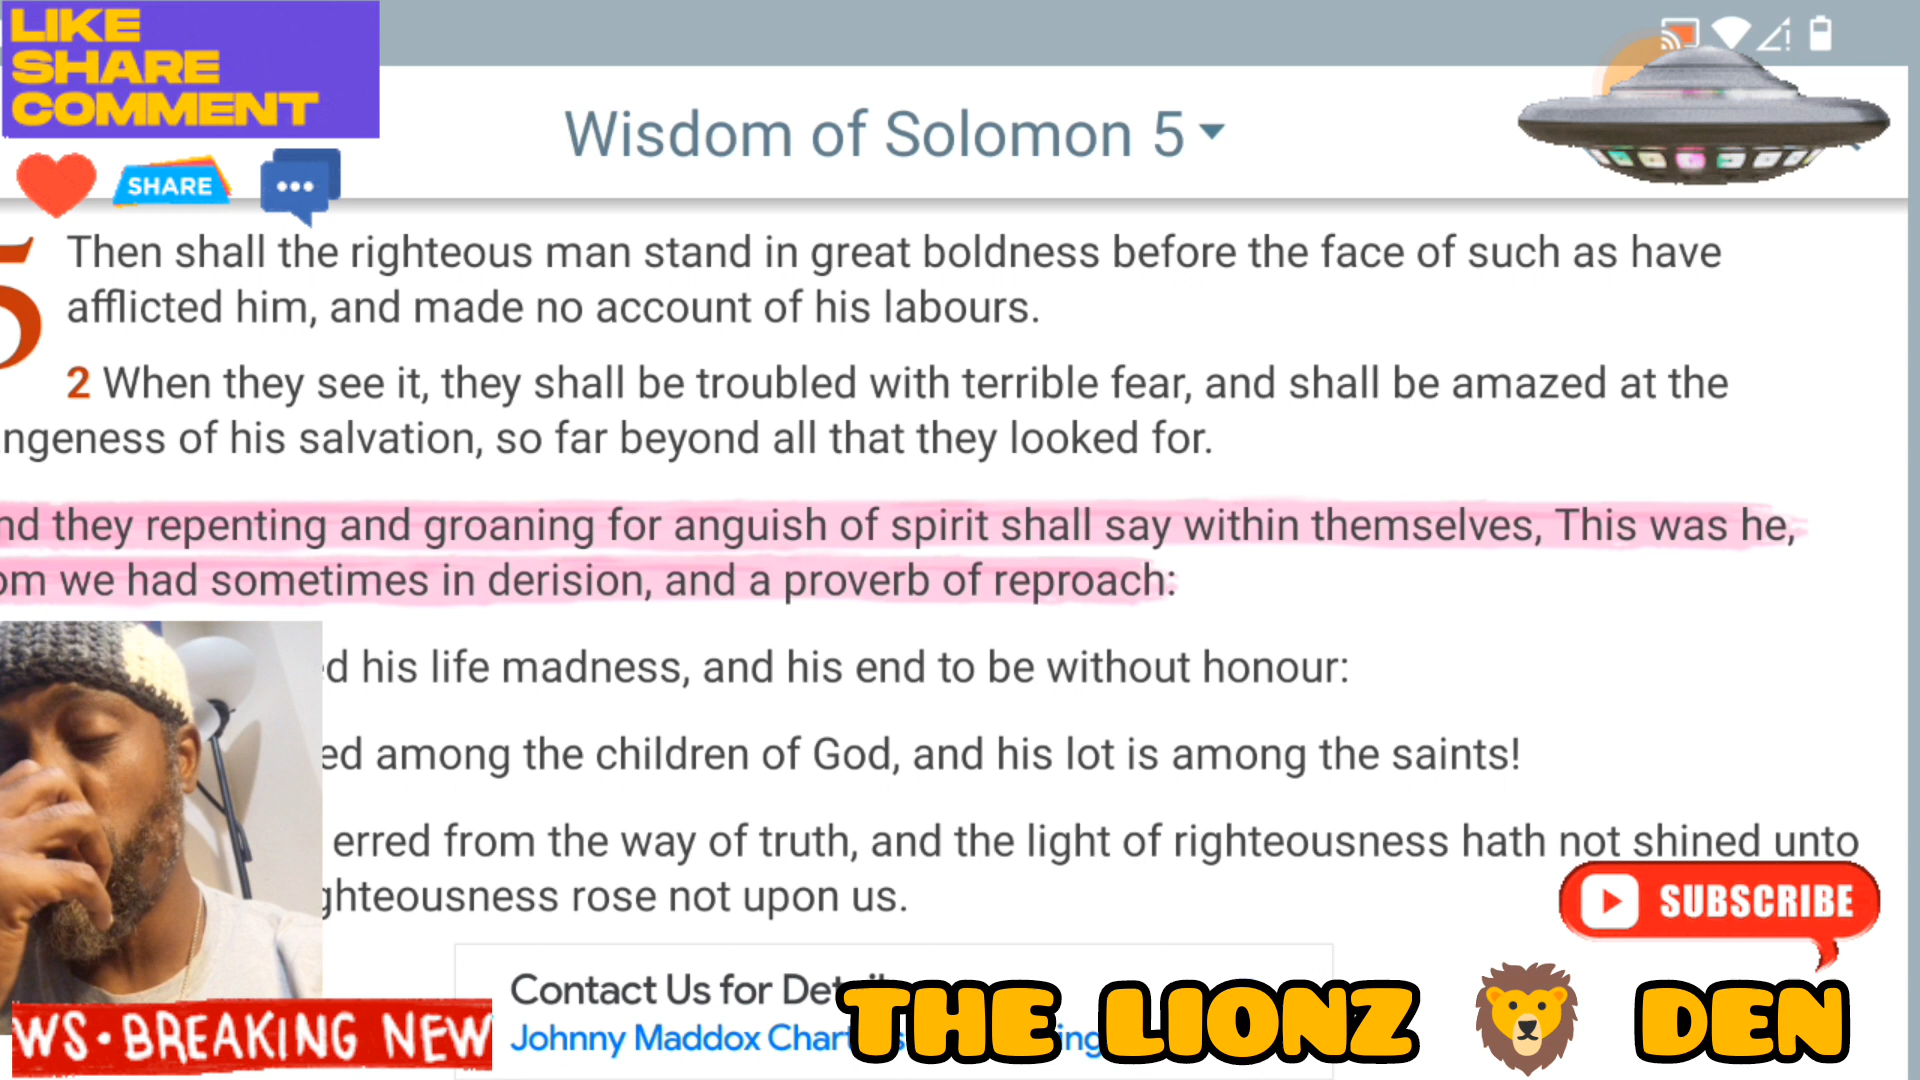 LIKE
SHARE
COMMENT
SHARE
Wisdom of Solomon 5
5 Then shall the righteous man stand in great boldness before the face of such as have
afflicted him, and made no account of his labours.
2 When they see it, they shall be troubled with terrible fear, and shall be amazed at the
ngeness of his salvation, so far beyond all that they looked for.
nd they repenting and groaning for anguish of spirit shall say within themselves, This was he,
om we had sometimes in derision, and a proverb of reproach:
d his life madness, and his end to be without honour:
ed among the children of God, and his lot is among the saints!
erred from the way of truth, and the light of righteousness hath not shined unto
ghteousness rose not upon us.
SUBSCRIBE
Contact Us for Det
Johnny Maddox Chart
ing
THE LIONZ DEN
WS • BREAKING NEW